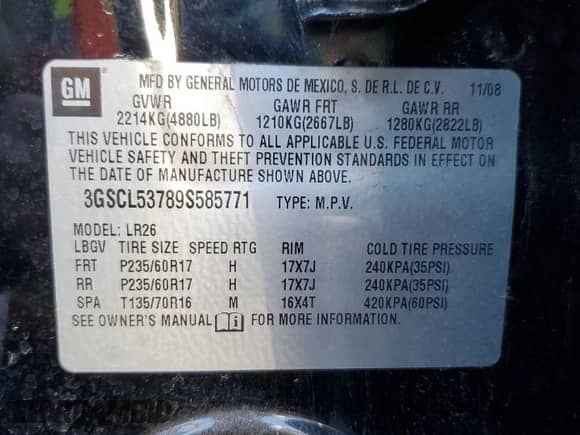 GM
MFD BY GENERAL MOTORS DE MEXICO, S. DE R.L. DE C.V. 11/08
GVWR GAWR FRT GAWR RR
2214KG(4880LB) 1210KG(2667LB) 1280KG(2822LB)
THIS VEHICLE CONFORMS TO ALL APPLICABLE U.S. FEDERAL MOTOR
VEHICLE SAFETY AND THEFT PREVENTION STANDARDS IN EFFECT ON
THE DATE OF MANUFACTURE SHOWN ABOVE.
3GSCL53789S585771 TYPE: M.P.V.
MODEL: LR26
LBGV TIRE SIZE SPEED RTG RIM COLD TIRE PRESSURE
FRT P235/60R17 H 17X7J 240KPA(35PSI)
RR P235/60R17 H 17X7J 240KPA(35PSI)
SPA T135/70R16 M 16X4T 420KPA(60PSI)
SEE OWNER'S MANUAL FOR MORE INFORMATION.